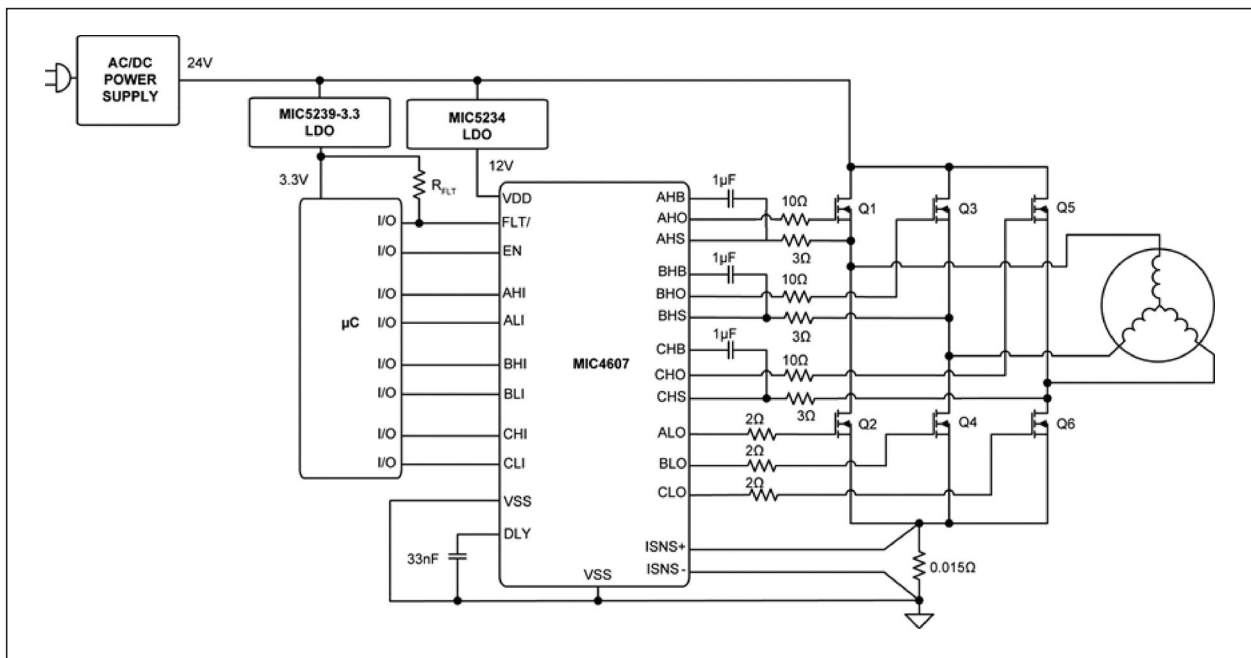 AC/DC
POWER
SUPPLY
24V
MIC5239-3.3
LDO
MIC5234
LDO
3.3V
RFLT
12V
µC
I/O
I/O
I/O
I/O
I/O
I/O
I/O
I/O
MIC4607
VDD
FLT/
EN
AHI
ALI
BHI
BLI
CHI
CLI
VSS
DLY
VSS
33nF
AHB
AHO
AHS
BHB
BHO
BHS
CHB
CHO
CHS
ALO
BLO
CLO
ISNS+
ISNS-
1µF
10Ω
3Ω
1µF
10Ω
3Ω
1µF
10Ω
3Ω
2Ω
2Ω
2Ω
Q1
Q3
Q5
Q2
Q4
Q6
0.015Ω